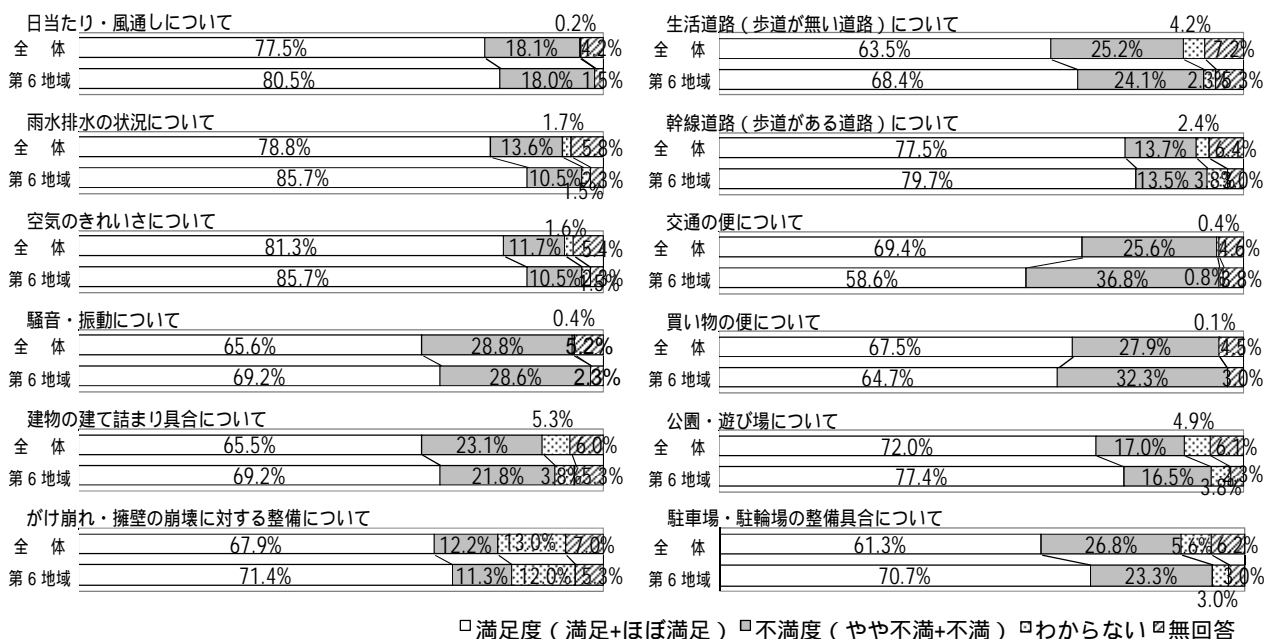 日当たり・風通しについて 0.2%
全　体 77.5% 18.1% 4.2%
第6地域 80.5% 18.0% 1.5%
雨水排水の状況について 1.7%
全　体 78.8% 13.6% 5.8%
第6地域 85.7% 10.5% 2.3%
1.5%
空気のきれいさについて 1.6%
全　体 81.3% 11.7% 5.4%
第6地域 85.7% 10.5% 2.3%
1.5%
騒音・振動について 0.4%
全　体 65.6% 28.8% 5.2%
第6地域 69.2% 28.6% 2.3%
建物の建て詰まり具合について 5.3%
全　体 65.5% 23.1% 6.0%
第6地域 69.2% 21.8% 3.8% 5.3%
がけ崩れ・擁壁の崩壊に対する整備について
全　体 67.9% 12.2% 13.0% 7.0%
第6地域 71.4% 11.3% 12.0% 5.3%
生活道路（歩道が無い道路）について 4.2%
全　体 63.5% 25.2% 7.2%
第6地域 68.4% 24.1% 2.3% 5.3%
幹線道路（歩道がある道路）について 2.4%
全　体 77.5% 13.7% 6.4%
第6地域 79.7% 13.5% 3.8% 3.0%
交通の便について 0.4%
全　体 69.4% 25.6% 4.6%
第6地域 58.6% 36.8% 0.8% 3.8%
買い物の便について 0.1%
全　体 67.5% 27.9% 4.5%
第6地域 64.7% 32.3% 3.0%
公園・遊び場について 4.9%
全　体 72.0% 17.0% 6.1%
第6地域 77.4% 16.5% 2.3%
3.8%
駐車場・駐輪場の整備具合について
全　体 61.3% 26.8% 5.6% 6.2%
第6地域 70.7% 23.3% 3.0%
3.0%
□満足度（満足+ほぼ満足） 不満度（やや不満+不満） わからない 無回答